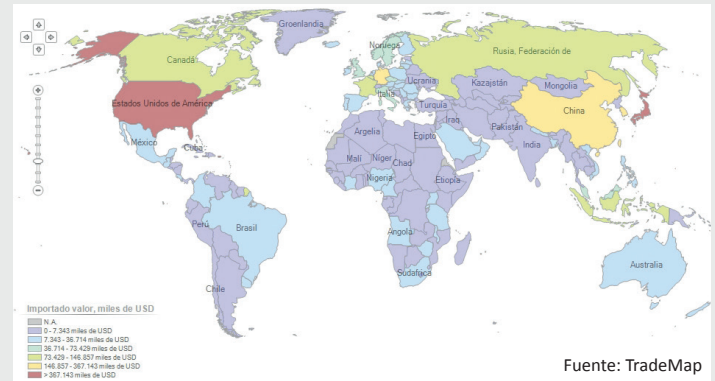 Groenlandia
Noruega
Canadá
Rusia, Federación de
Ucrania
Kazajstán
Mongolia
Italia
Estados Unidos de América
Turquía
China
Iraq
Pakistán
Argelia
Egipto
México
Cuba
India
Malí
Níger
Chad
Nigeria
Etiopía
Perú
Brasil
Angola
Australia
Sudáfrica
Chile
Importado valor, miles de USD
N.A.
0 - 7.343 miles de USD
7.343 - 36.714 miles de USD
36.714 - 73.429 miles de USD
73.429 - 146.857 miles de USD
146.857 - 367.143 miles de USD
> 367.143 miles de USD
Fuente: TradeMap